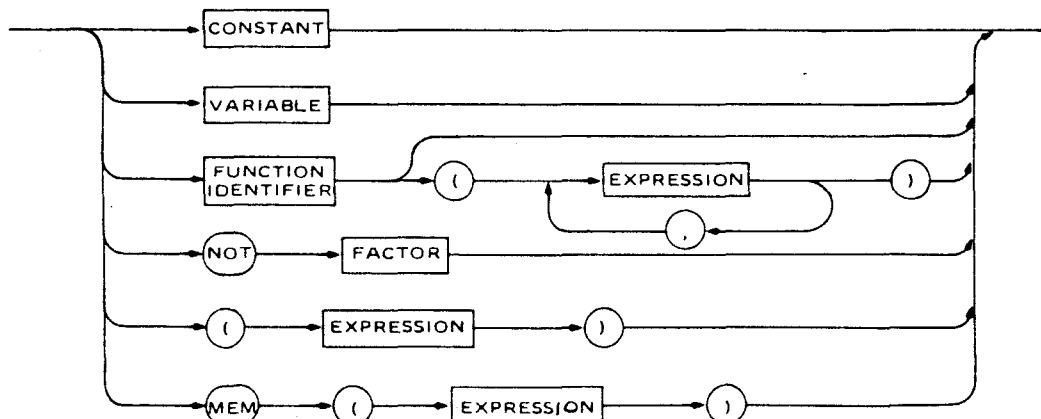 CONSTANT
VARIABLE
FUNCTION
IDENTIFIER
( EXPRESSION )
,
NOT FACTOR
( EXPRESSION )
MEM ( EXPRESSION )